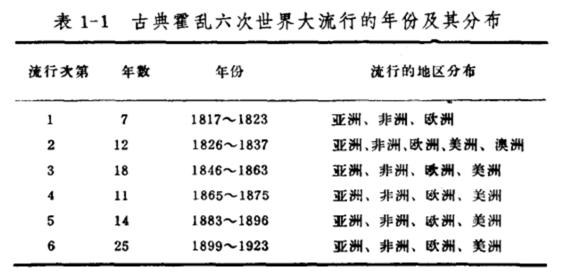 表 1-1 古典霍乱六次世界大流行的年份及其分布
流行次第 年数 年份 流行的地区分布
1 7 1817～1823 亚洲、非洲、欧洲
2 12 1826～1837 亚洲、非洲、欧洲、美洲、澳洲
3 18 1846～1863 亚洲、非洲、欧洲、美洲
4 11 1865～1875 亚洲、非洲、欧洲、美洲
5 14 1883～1896 亚洲、非洲、欧洲、美洲
6 25 1899～1923 亚洲、非洲、欧洲、美洲